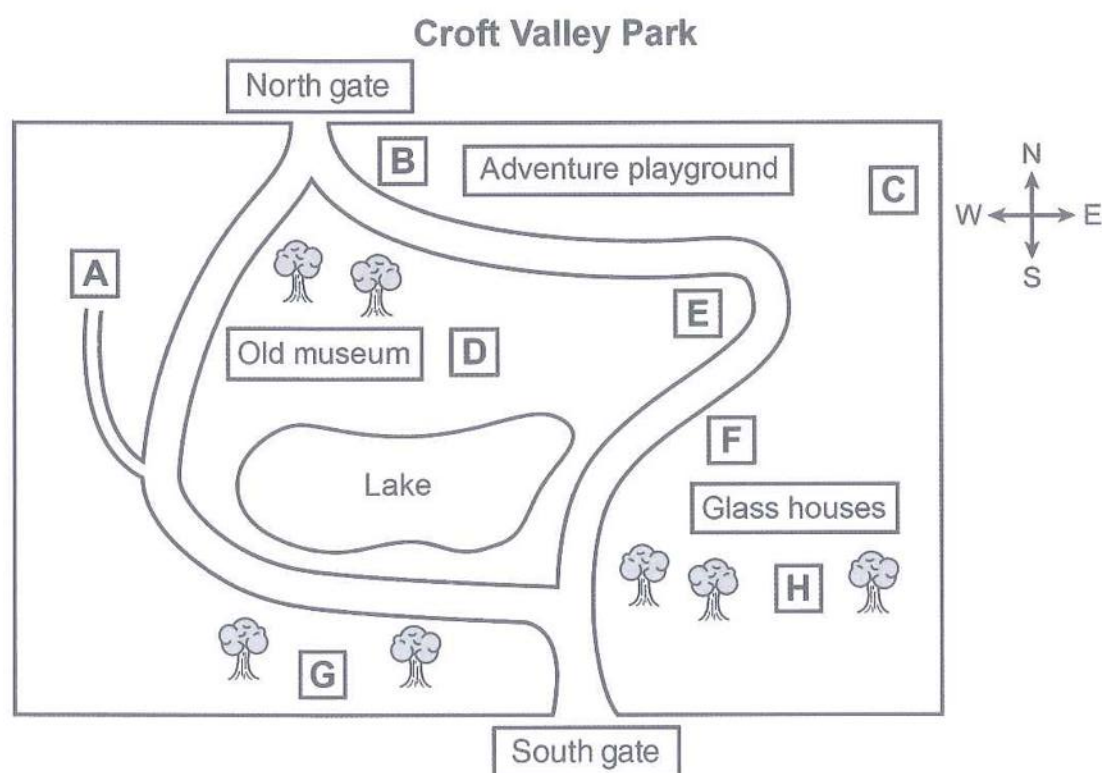 Croft Valley Park
North gate
B
Adventure playground
C
N
W E
S
A
E
Old museum
D
F
Lake
Glass houses
H
G
South gate